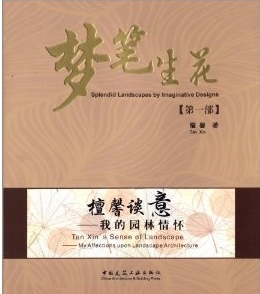 梦笔生花
Splendid Landscapes by Imaginative Designs
【第一部】
檀馨 著
Tan Xin
檀馨谈意
——我的园林情怀
Tan Xin's Sense of Landscape
——My Affections upon Landscape Architecture
中国建筑工业出版社
China Architecture & Building Press